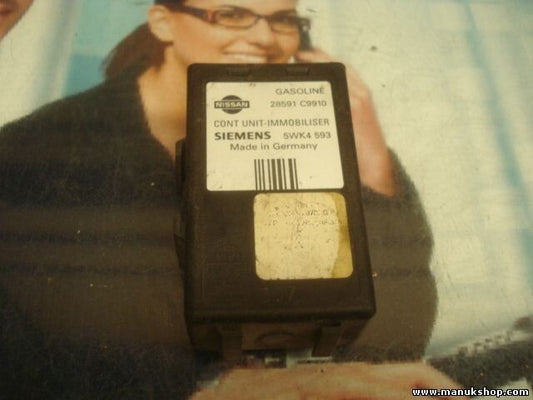 GASOLINE
NISSAN 28591 C9910
CONT UNIT-IMMOBILISER
SIEMENS 5WK4 593
Made in Germany
www.manukshop.com